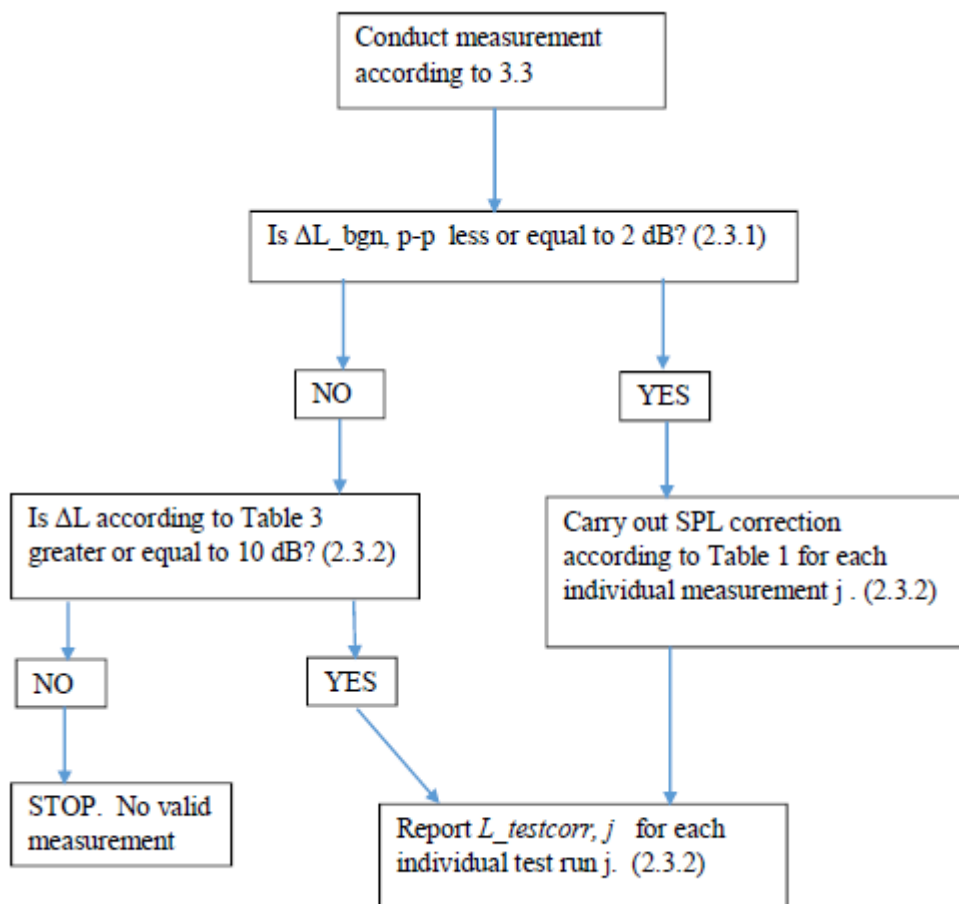 Conduct measurement
according to 3.3
Is ΔL_bgn, p-p less or equal to 2 dB? (2.3.1)
NO
YES
Is ΔL according to Table 3
greater or equal to 10 dB? (2.3.2)
Carry out SPL correction
according to Table 1 for each
individual measurement j . (2.3.2)
NO
YES
STOP. No valid
measurement
Report L_testcorr, j for each
individual test run j. (2.3.2)